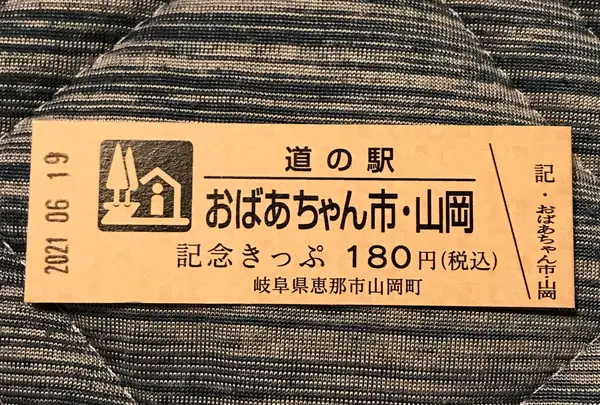 2021 06 19
道の駅
おばあちゃん市・山岡
記念きっぷ 180円(税込)
岐阜県恵那市山岡町
記・おばあちゃん市・山岡